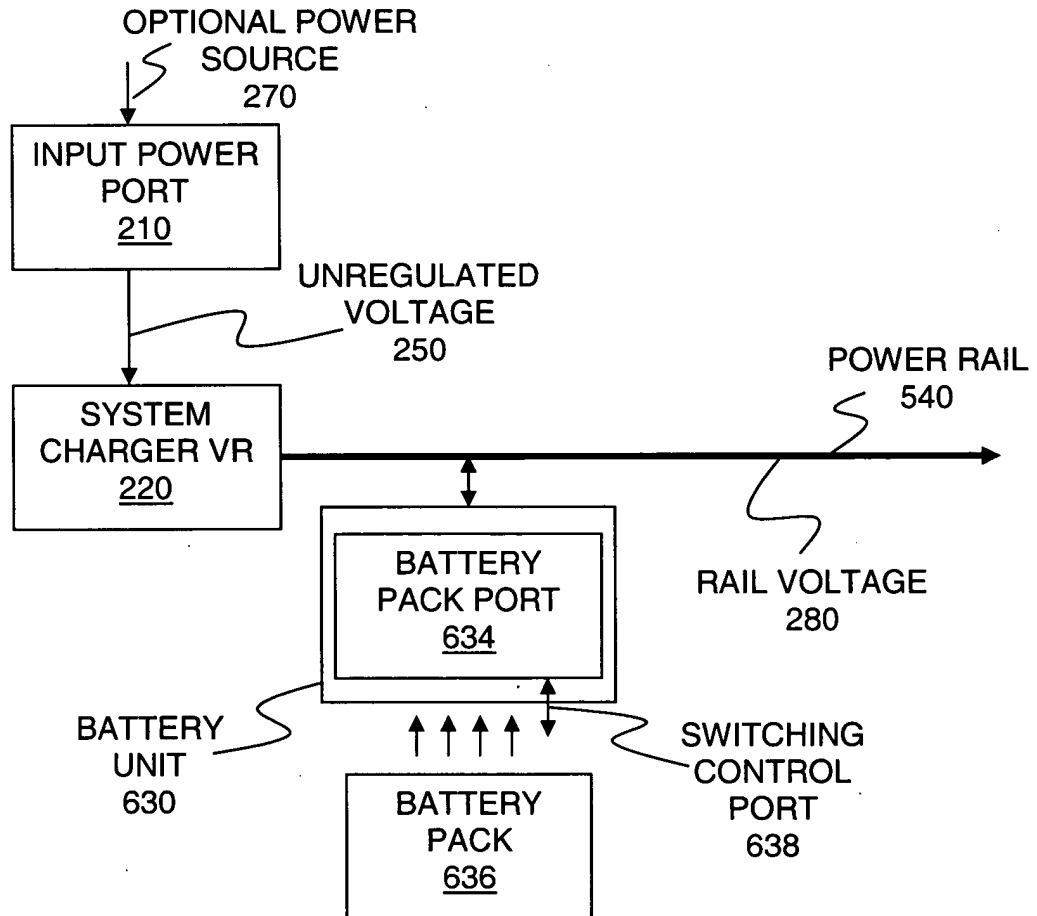 OPTIONAL POWER
SOURCE
270
INPUT POWER
PORT
210
UNREGULATED
VOLTAGE
250
POWER RAIL
540
SYSTEM
CHARGER VR
220
BATTERY
PACK PORT
634
RAIL VOLTAGE
280
BATTERY
UNIT
630
SWITCHING
CONTROL
PORT
638
BATTERY
PACK
636